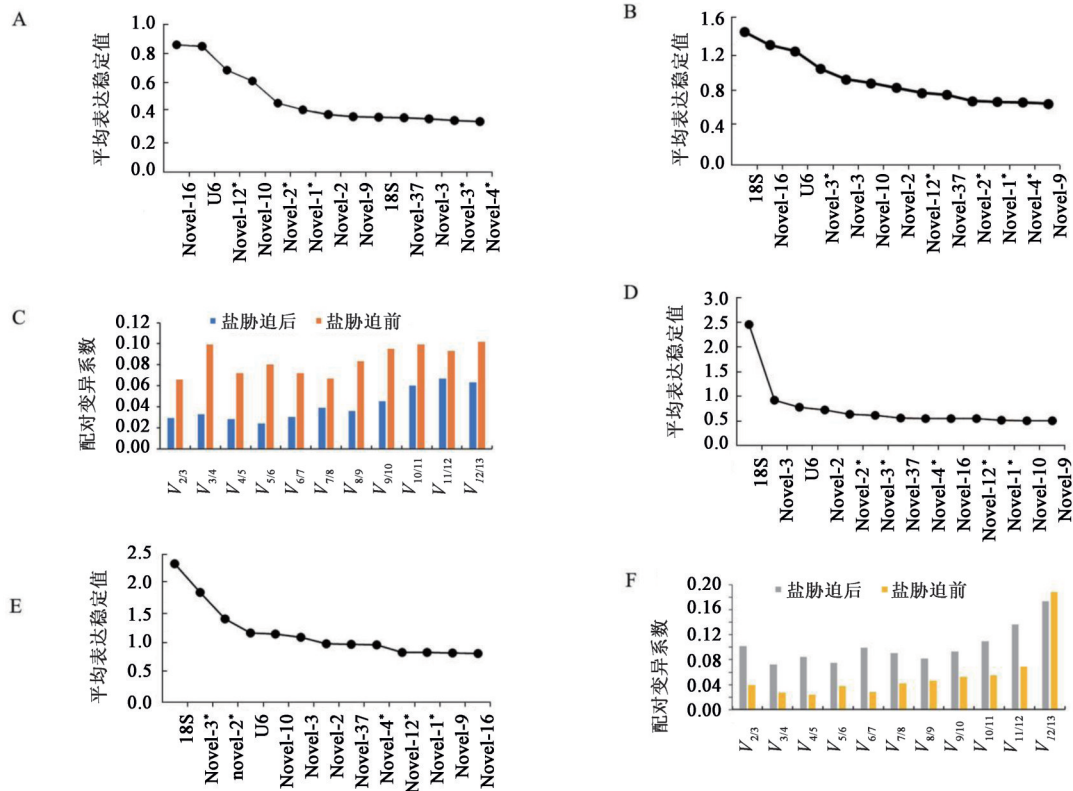 A
平均表达稳定值
1.0
0.8
0.6
0.4
0.2
0.0
Novel-16
U6
Novel-12*
Novel-10
Novel-2*
Novel-1*
Novel-2
Novel-9
18S
Novel-37
Novel-3
Novel-3*
Novel-4*
B
平均表达稳定值
1.6
1.2
0.8
0.4
0.0
18S
Novel-16
U6
Novel-3*
Novel-3
Novel-10
Novel-2
Novel-12*
Novel-37
Novel-2*
Novel-1*
Novel-4*
Novel-9
C
配对变异系数
盐胁迫后 盐胁迫前
0.12
0.10
0.08
0.06
0.04
0.02
0.00
V2/3
V3/4
V4/5
V5/6
V6/7
V7/8
V8/9
V9/10
V10/11
V11/12
V12/13
D
平均表达稳定值
3.0
2.5
2.0
1.5
1.0
0.5
0.0
18S
Novel-3
U6
Novel-2
Novel-2*
Novel-3*
Novel-37
Novel-4*
Novel-16
Novel-12*
Novel-1*
Novel-10
Novel-9
E
平均表达稳定值
2.5
2.0
1.5
1.0
0.5
0.0
18S
Novel-3*
novel-2*
U6
Novel-10
Novel-3
Novel-2
Novel-37
Novel-4*
Novel-12*
Novel-1*
Novel-9
Novel-16
F
配对变异系数
盐胁迫后 盐胁迫前
0.20
0.16
0.12
0.08
0.04
0.00
V2/3
V3/4
V4/5
V5/6
V6/7
V7/8
V8/9
V9/10
V10/11
V11/12
V12/13